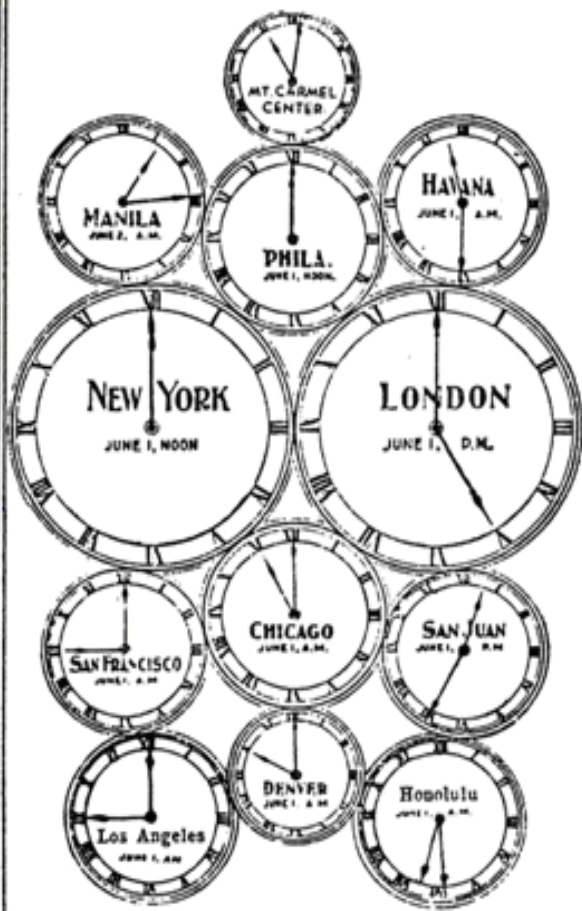 MT. CARMEL
CENTER
MANILA
JUNE 2, A.M.
HAVANA
JUNE 1, A.M.
PHILA.
JUNE 1, NOON.
NEW YORK
JUNE 1, NOON
LONDON
JUNE 1, P.M.
CHICAGO
JUNE 1, A.M.
SAN FRANCISCO
JUNE 1, A.M
SAN JUAN
JUNE 1, P.M
DENVER
JUNE 1, A.M
Los Angeles
JUNE 1, AM
Honolulu
JUNE 1, A.M.